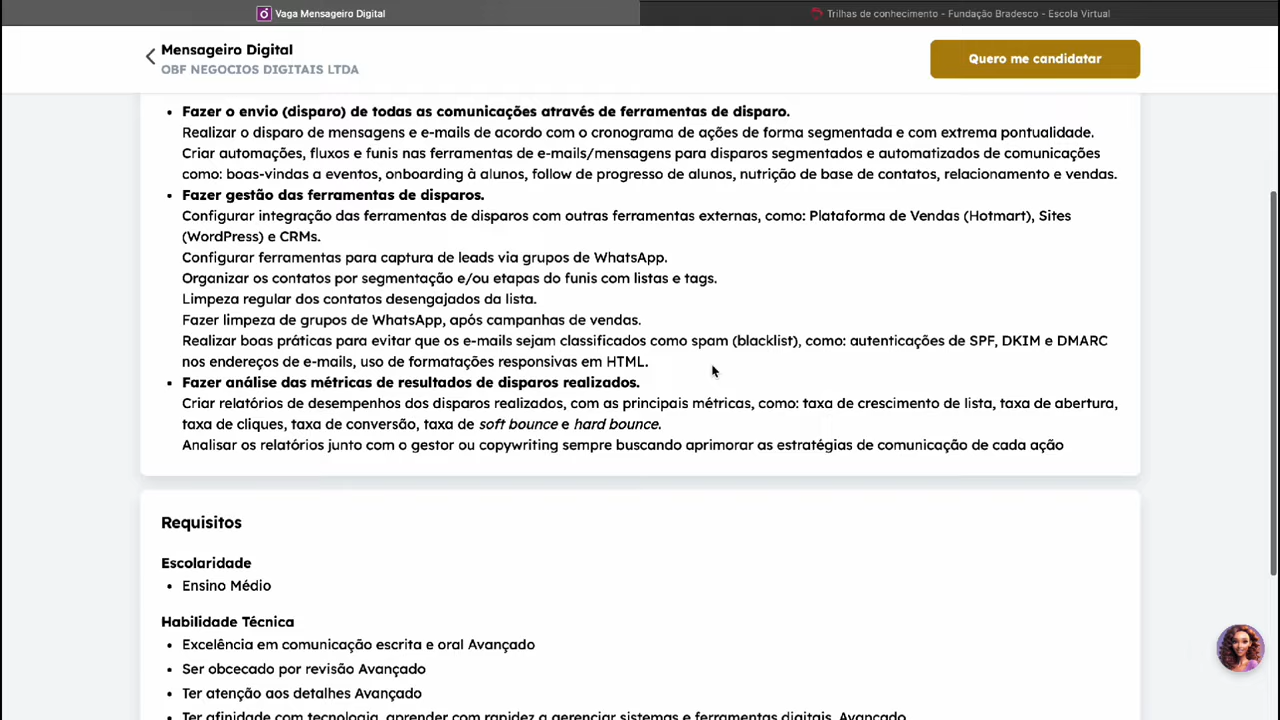 Vaga Mensageiro Digital
Trilhas de conhecimento - Fundação Bradesco - Escola Virtual
Mensageiro Digital
OBF NEGOCIOS DIGITAIS LTDA
Quero me candidatar
• Fazer o envio (disparo) de todas as comunicações através de ferramentas de disparo.
Realizar o disparo de mensagens e e-mails de acordo com o cronograma de ações de forma segmentada e com extrema pontualidade.
Criar automações, fluxos e funis nas ferramentas de e-mails/mensagens para disparos segmentados e automatizados de comunicações
como: boas-vindas a eventos, onboarding à alunos, follow de progresso de alunos, nutrição de base de contatos, relacionamento e vendas.
• Fazer gestão das ferramentas de disparos.
Configurar integração das ferramentas de disparos com outras ferramentas externas, como: Plataforma de Vendas (Hotmart), Sites
(WordPress) e CRMs.
Configurar ferramentas para captura de leads via grupos de WhatsApp.
Organizar os contatos por segmentação e/ou etapas do funis com listas e tags.
Limpeza regular dos contatos desengajados da lista.
Fazer limpeza de grupos de WhatsApp, após campanhas de vendas.
Realizar boas práticas para evitar que os e-mails sejam classificados como spam (blacklist), como: autenticações de SPF, DKIM e DMARC
nos endereços de e-mails, uso de formatações responsivas em HTML.
• Fazer análise das métricas de resultados de disparos realizados.
Criar relatórios de desempenhos dos disparos realizados, com as principais métricas, como: taxa de crescimento de lista, taxa de abertura,
taxa de cliques, taxa de conversão, taxa de soft bounce e hard bounce.
Analisar os relatórios junto com o gestor ou copywriting sempre buscando aprimorar as estratégias de comunicação de cada ação
Requisitos
Escolaridade
• Ensino Médio
Habilidade Técnica
• Excelência em comunicação escrita e oral Avançado
• Ser obcecado por revisão Avançado
• Ter atenção aos detalhes Avançado
• Ter afinidade com tecnologia, aprender com rapidez a gerenciar sistemas e ferramentas digitais. Avançado